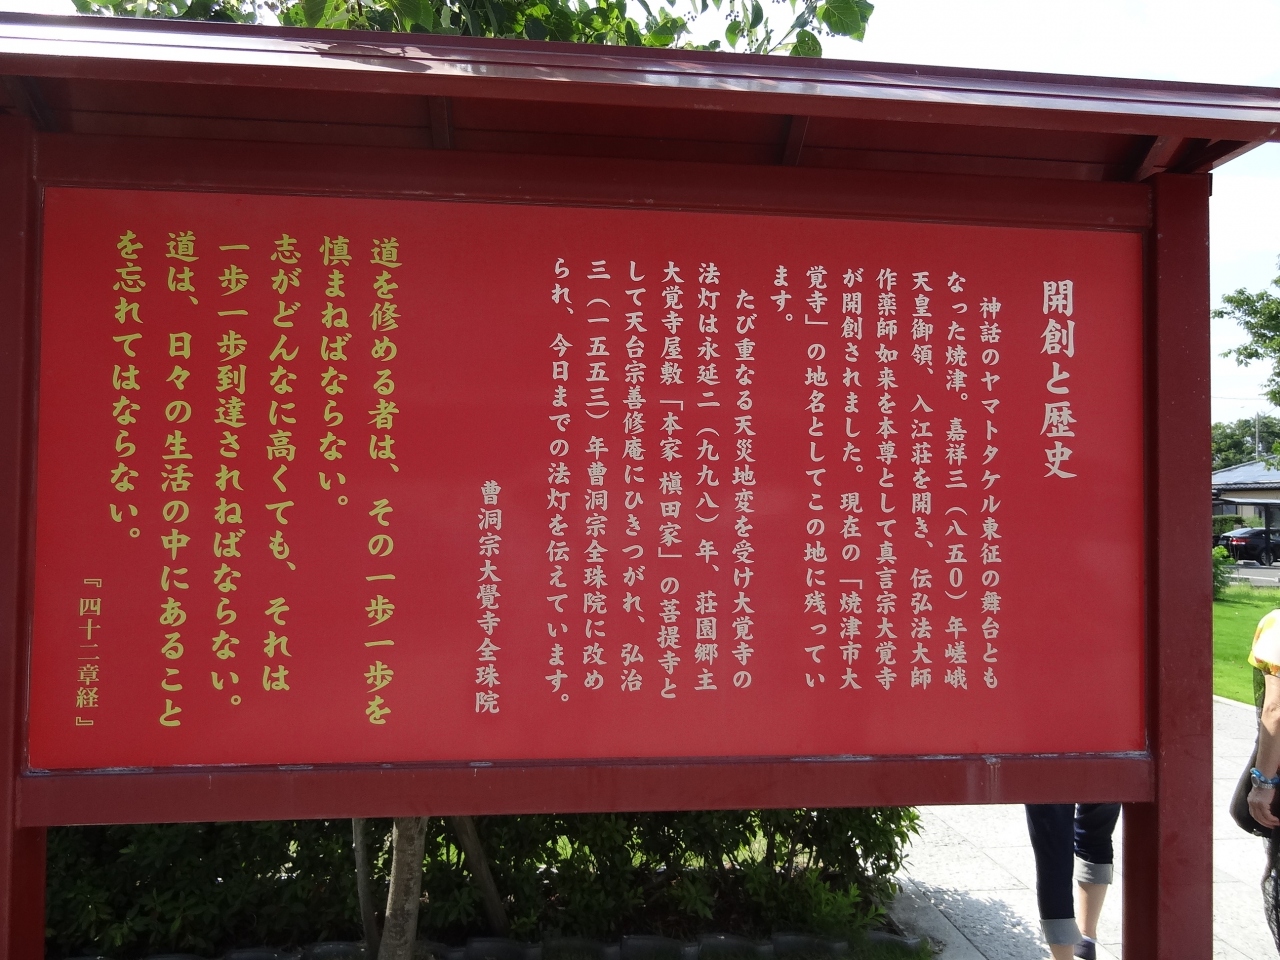 開創と歴史
神話のヤマトタケル東征の舞台とも
なった焼津。嘉祥三（八五０）年嵯峨
天皇御領、入江荘を開き、伝弘法大師
作薬師如来を本尊として真言宗大覚寺
が開創されました。現在の「焼津市大
覚寺」の地名としてこの地に残ってい
ます。
たび重なる天災地変を受け大覚寺の
法灯は永延二（九九八）年、荘園郷主
大覚寺屋敷「本家 槇田家」の菩提寺と
して天台宗善修庵にひきつがれ、弘治
三（一五五三）年曹洞宗全珠院に改め
られ、今日までの法灯を伝えています。
曹洞宗大覺寺全珠院
道を修める者は、その一歩一歩を
慎まねばならない。
志がどんなに高くても、それは
一歩一歩到達されねばならない。
道は、日々の生活の中にあること
を忘れてはならない。
『四十二章経』